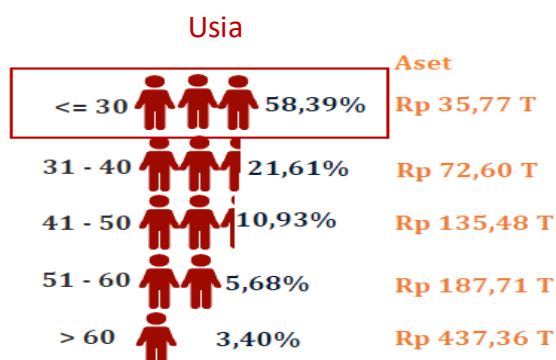 Usia
Aset
<= 30 58,39% Rp 35,77 T
31 - 40 21,61% Rp 72,60 T
41 - 50 10,93% Rp 135,48 T
51 - 60 5,68% Rp 187,71 T
> 60 3,40% Rp 437,36 T